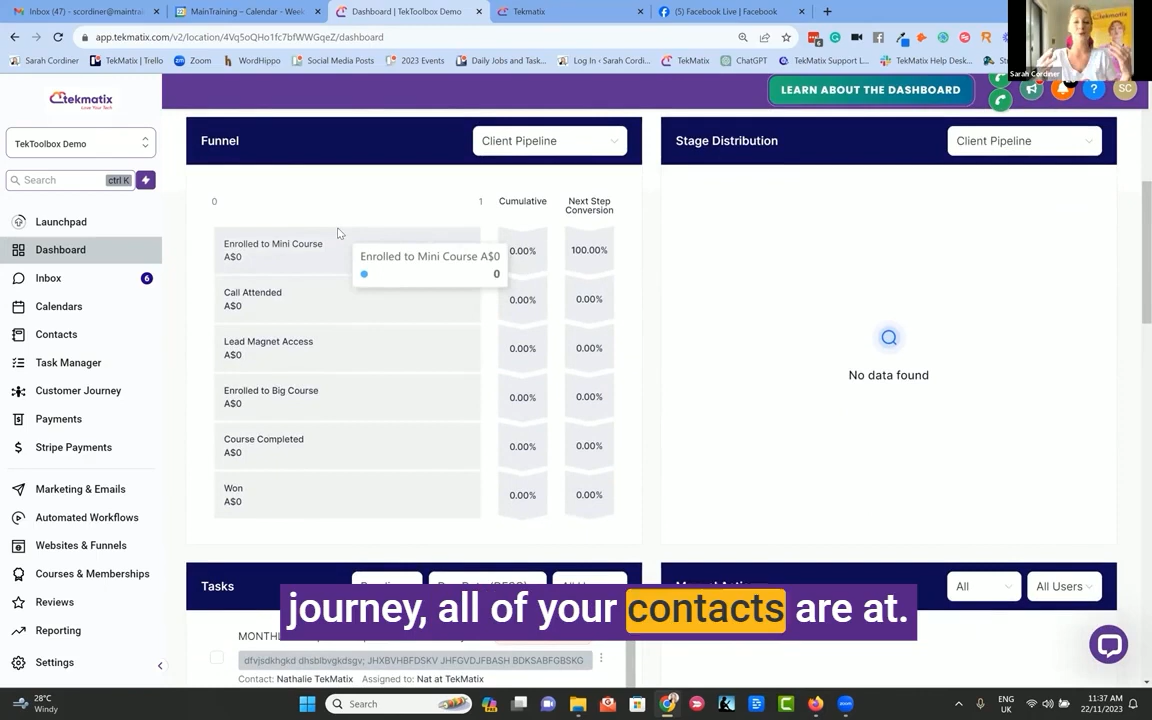 Inbox (47) - scordiner@maintrai
MainTraining – Calendar - Week
Dashboard | TekToolbox Demo
Tekmatix
(5) Facebook Live | Facebook
app.tekmatix.com/v2/location/4Vq5oQHo1fc7bfWWGqeZ/dashboard
Sarah Cordiner
TekMatix | Trello
Zoom
WordHippo
Social Media Posts
2023 Events
Daily Jobs and Task...
Log In ‹ Sarah Cordi...
TekMatix
ChatGPT
TekMatix Support L...
TekMatix Help Desk...
Sarah Cordiner
tekmatix
Love Your Tech
LEARN ABOUT THE DASHBOARD
SC
TekToolbox Demo
Search
ctrl K
Launchpad
Dashboard
Inbox
6
Calendars
Contacts
Task Manager
Customer Journey
Payments
Stripe Payments
Marketing & Emails
Automated Workflows
Websites & Funnels
Courses & Memberships
Reviews
Reporting
Settings
Funnel
Client Pipeline
0
1
Cumulative
Next Step
Conversion
Enrolled to Mini Course
A$0
0.00%
100.00%
Enrolled to Mini Course A$0
0
Call Attended
A$0
0.00%
0.00%
Lead Magnet Access
A$0
0.00%
0.00%
Enrolled to Big Course
A$0
0.00%
0.00%
Course Completed
A$0
0.00%
0.00%
Won
A$0
0.00%
0.00%
Stage Distribution
Client Pipeline
No data found
Tasks
All
All Users
journey, all of your contacts are at.
MONTH
dfvjsdkhgkd dhsblbvgkdsgv; JHXBVHBFDSKV JHFGVDJFBASH BDKSABFGBSKG
Contact: Nathalie TekMatix
Assigned to: Nat at TekMatix
28°C
Windy
Search
ENG
UK
11:37 AM
22/11/2023